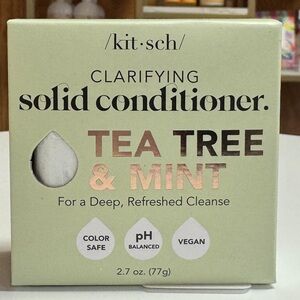 /kit·sch/
CLARIFYING
solid conditioner.
TEA TREE
& MINT
For a Deep, Refreshed Cleanse
COLOR
SAFE
pH
BALANCED
VEGAN
2.7 oz. (77g)